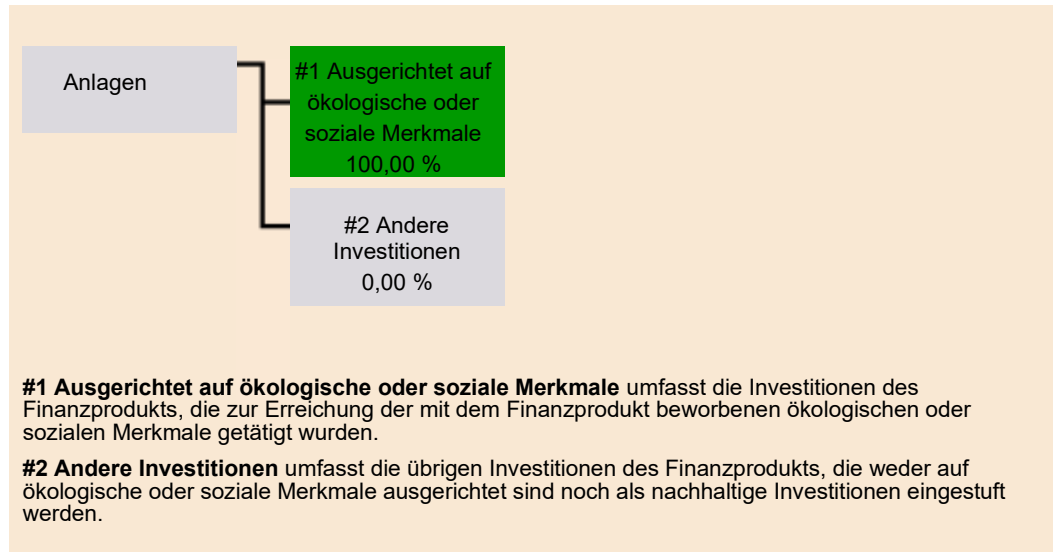 Anlagen
#1 Ausgerichtet auf
ökologische oder
soziale Merkmale
100,00 %
#2 Andere
Investitionen
0,00 %
#1 Ausgerichtet auf ökologische oder soziale Merkmale umfasst die Investitionen des
Finanzprodukts, die zur Erreichung der mit dem Finanzprodukt beworbenen ökologischen oder
sozialen Merkmale getätigt wurden.
#2 Andere Investitionen umfasst die übrigen Investitionen des Finanzprodukts, die weder auf
ökologische oder soziale Merkmale ausgerichtet sind noch als nachhaltige Investitionen eingestuft
werden.